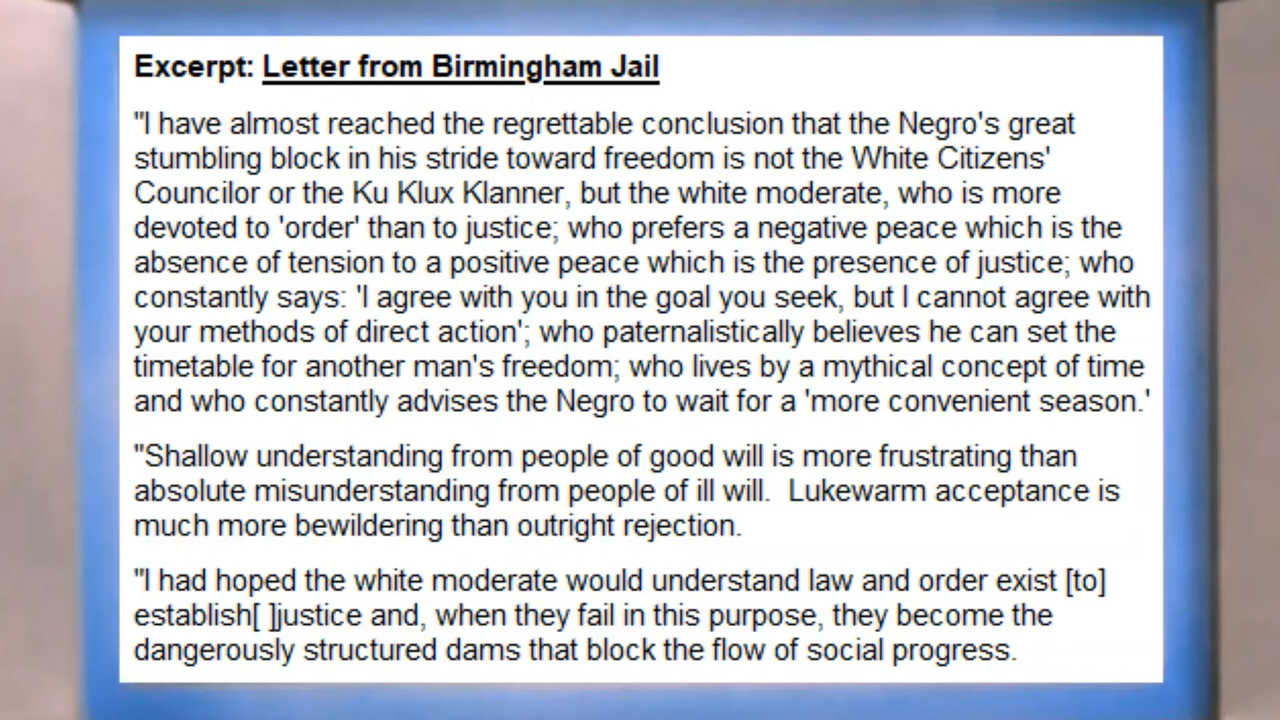 Excerpt: Letter from Birmingham Jail
"I have almost reached the regrettable conclusion that the Negro's great
stumbling block in his stride toward freedom is not the White Citizens'
Councilor or the Ku Klux Klanner, but the white moderate, who is more
devoted to 'order' than to justice; who prefers a negative peace which is the
absence of tension to a positive peace which is the presence of justice; who
constantly says: 'I agree with you in the goal you seek, but I cannot agree with
your methods of direct action'; who paternalistically believes he can set the
timetable for another man's freedom; who lives by a mythical concept of time
and who constantly advises the Negro to wait for a 'more convenient season.'
"Shallow understanding from people of good will is more frustrating than
absolute misunderstanding from people of ill will.  Lukewarm acceptance is
much more bewildering than outright rejection.
"I had hoped the white moderate would understand law and order exist [to]
establish[ ]justice and, when they fail in this purpose, they become the
dangerously structured dams that block the flow of social progress.